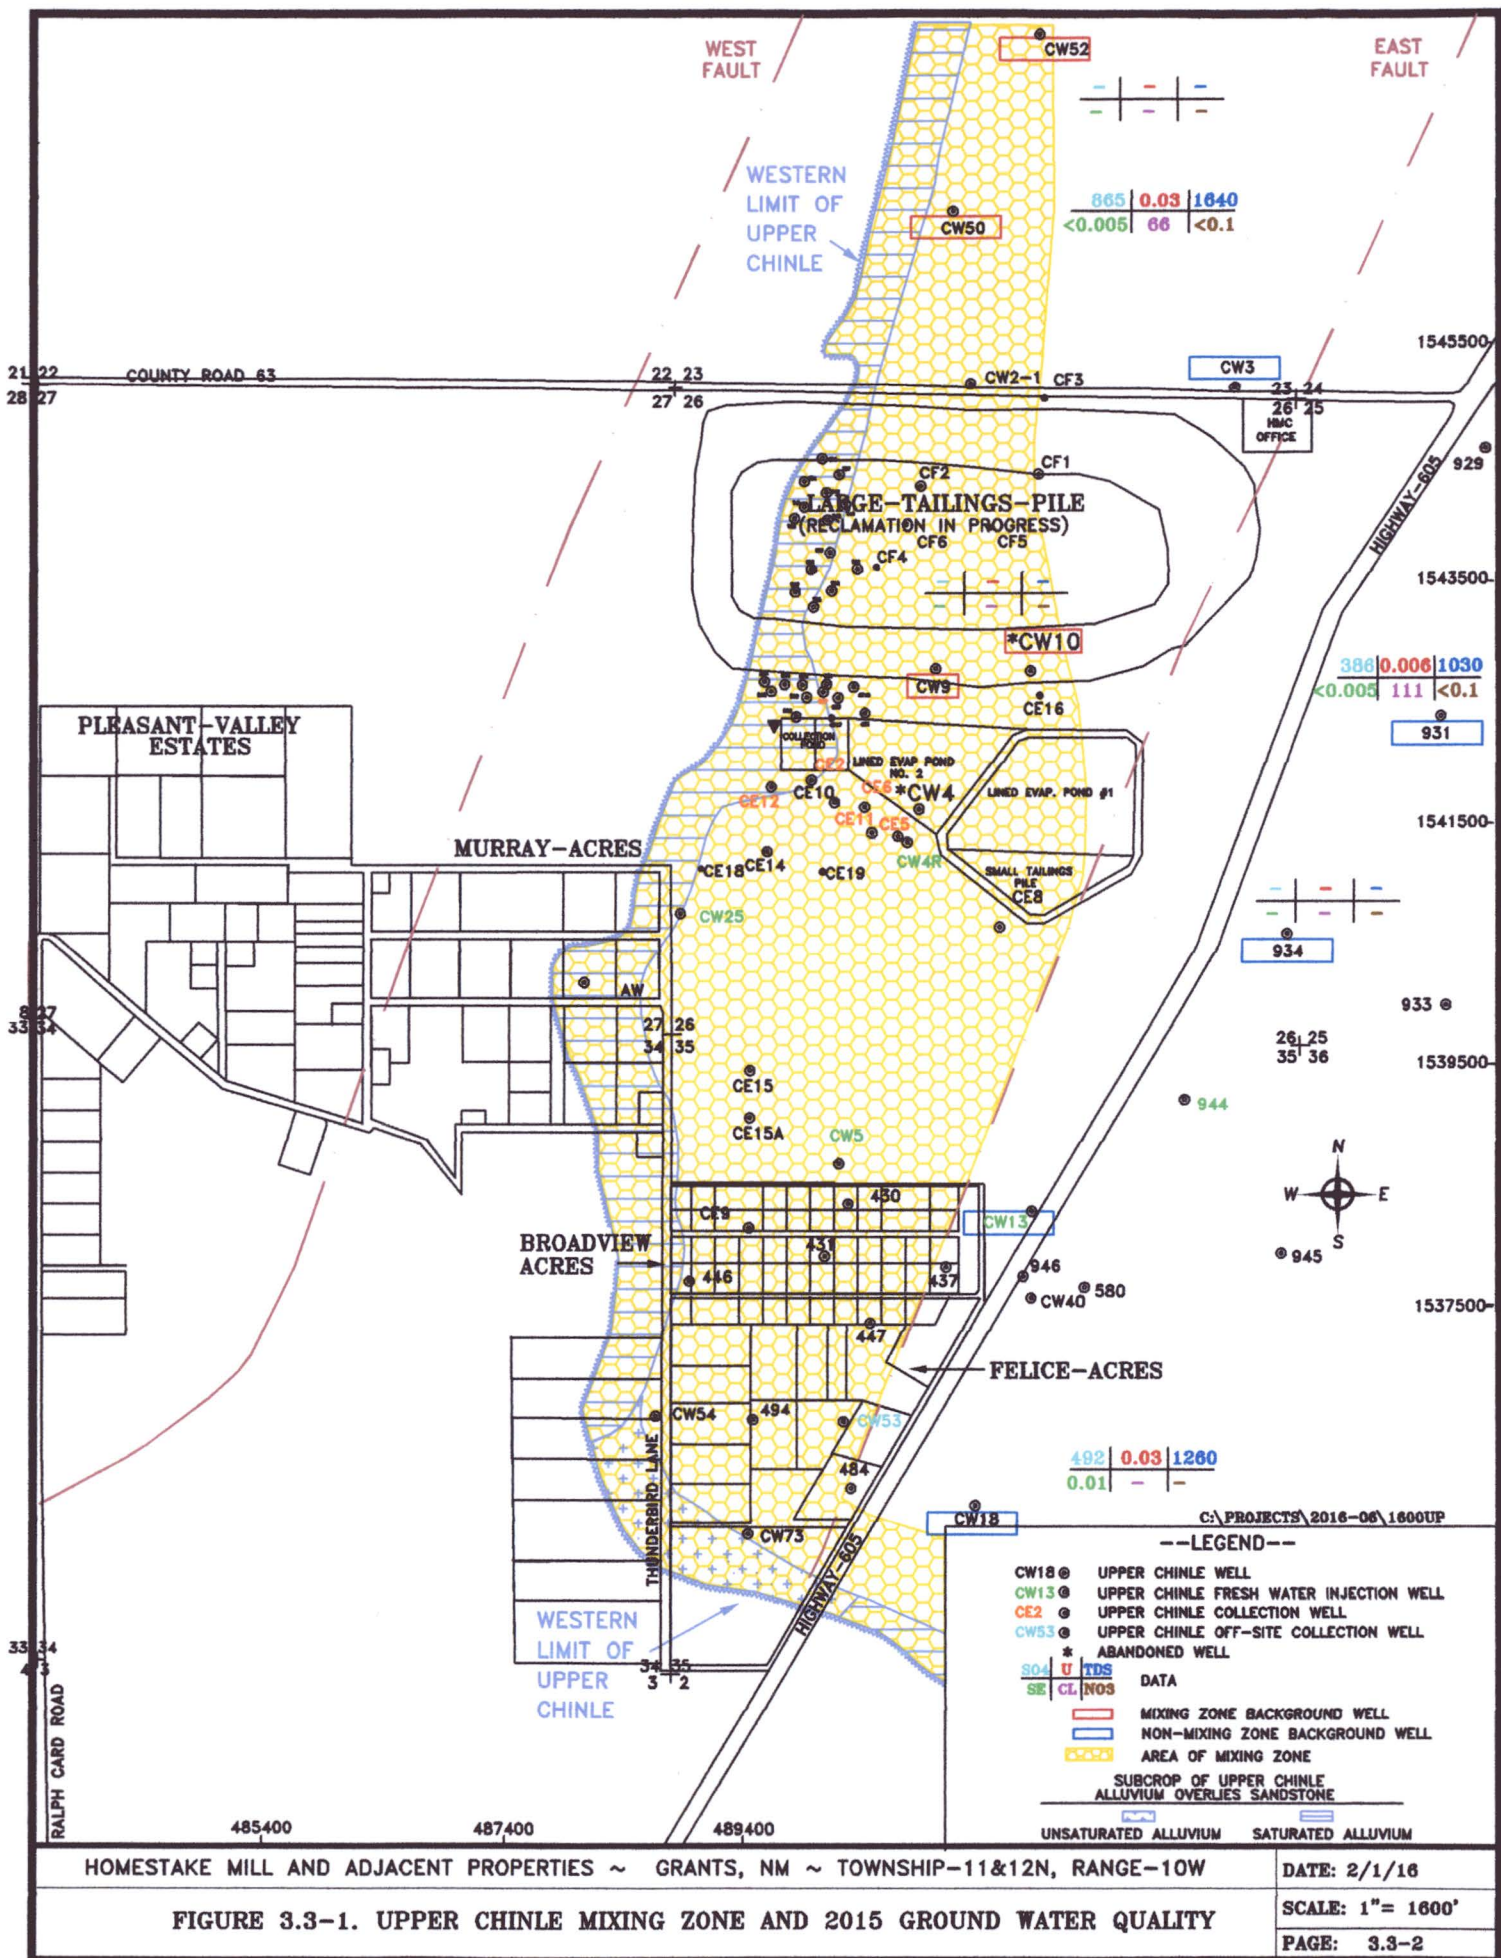 WEST
FAULT
EAST
FAULT
CW52
- - -
- - -
WESTERN
LIMIT OF
UPPER
CHINLE
865 0.03 1640
<0.005 66 <0.1
CW50
1545500
CW3
21 22
28 27
COUNTY ROAD 63
22 23
27 26
CW2-1
CF3
23 24
26 25
HMC
OFFICE
929
HIGHWAY-605
CF2
CF1
LARGE-TAILINGS-PILE
(RECLAMATION IN PROGRESS)
CF6
CF5
CF4
1543500
- - -
- - -
*CW10
CW9
CE16
386 0.006 1030
<0.005 111 <0.1
931
PLEASANT-VALLEY
ESTATES
COLLECTION
POND
LINED EVAP POND
NO. 2
CE2
CE6
*CW4
LINED EVAP. POND #1
CE12
CE10
CE11
CE5
1541500
MURRAY-ACRES
CE18
CE14
CE19
CW4R
SMALL TAILINGS
PILE
CE8
CW25
- - -
- - -
934
AW
933
27
33 34
27 26
34 35
26 25
35 36
1539500
CE15
CE15A
944
CW5
N
W E
S
430
CE9
CW13
BROADVIEW
ACRES
431
446
437
946
945
580
CW40
1537500
447
FELICE-ACRES
CW54
494
CW53
THUNDERBIRD LANE
484
492 0.03 1260
0.01 - -
CW18
CW73
HIGHWAY-605
C:\PROJECTS\2016-06\1600UP
--LEGEND--
CW18 UPPER CHINLE WELL
CW13 UPPER CHINLE FRESH WATER INJECTION WELL
CE2 UPPER CHINLE COLLECTION WELL
CW53 UPPER CHINLE OFF-SITE COLLECTION WELL
* ABANDONED WELL
SO4 U TDS
SE CL NO3
DATA
MIXING ZONE BACKGROUND WELL
NON-MIXING ZONE BACKGROUND WELL
AREA OF MIXING ZONE
SUBCROP OF UPPER CHINLE
ALLUVIUM OVERLIES SANDSTONE
UNSATURATED ALLUVIUM SATURATED ALLUVIUM
WESTERN
LIMIT OF
UPPER
CHINLE
33 34
4 3
34 35
3 2
RALPH CARD ROAD
485400 487400 489400
HOMESTAKE MILL AND ADJACENT PROPERTIES ~ GRANTS, NM ~ TOWNSHIP-11&12N, RANGE-10W
DATE: 2/1/16
FIGURE 3.3-1. UPPER CHINLE MIXING ZONE AND 2015 GROUND WATER QUALITY
SCALE: 1"= 1600'
PAGE: 3.3-2